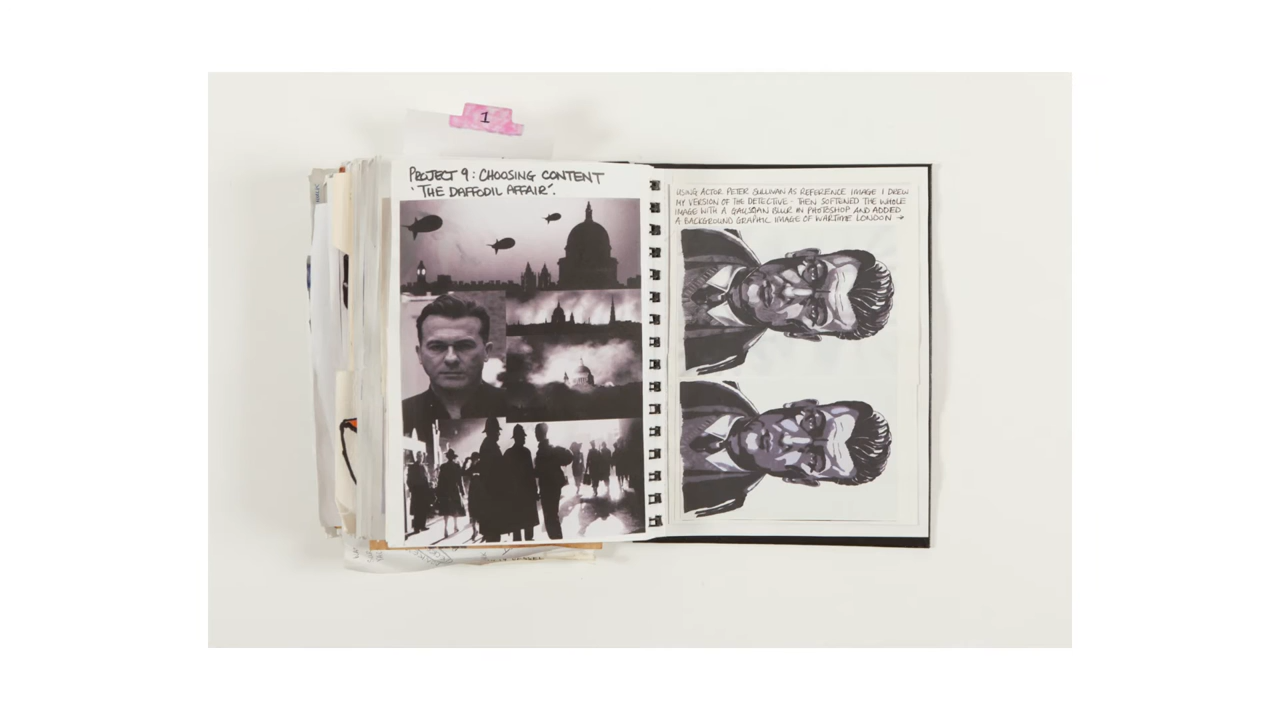 1
PROJECT 9: CHOOSING CONTENT
'THE DAFFODIL AFFAIR'.
USING ACTOR PETER SULLIVAN AS REFERENCE IMAGE I DREW
MY VERSION OF THE DETECTIVE - THEN SOFTENED THE WHOLE
IMAGE WITH A GAUSSIAN BLUR IN PHOTOSHOP AND ADDED
A BACKGROUND GRAPHIC IMAGE OF WARTIME LONDON →